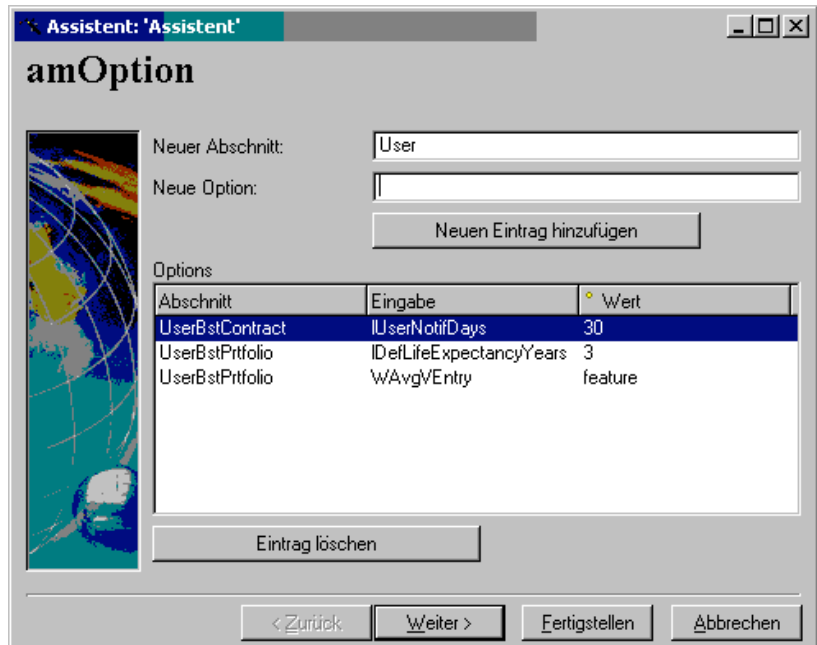 Assistent: 'Assistent'
amOption
Neuer Abschnitt: User
Neue Option:
Neuen Eintrag hinzufügen
Options
Abschnitt Eingabe Wert
UserBstContract lUserNotifDays 30
UserBstPrtfolio lDefLifeExpectancyYears 3
UserBstPrtfolio WAvgVEntry feature
Eintrag löschen
< Zurück Weiter > Fertigstellen Abbrechen